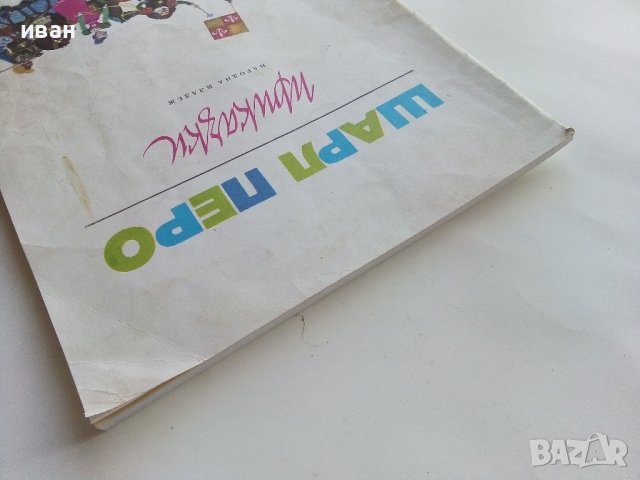 иван
ШАРЛ ПЕРО
приказки
НАРОДНА МЛАДЕЖ
BAZAR